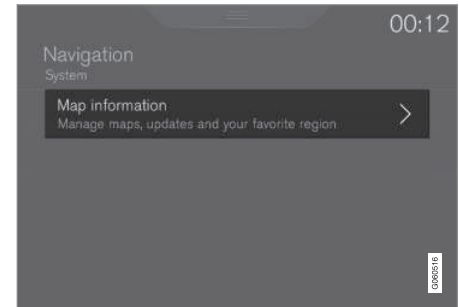 00:12
Navigation
System
Map information
Manage maps, updates and your favorite region
G060516